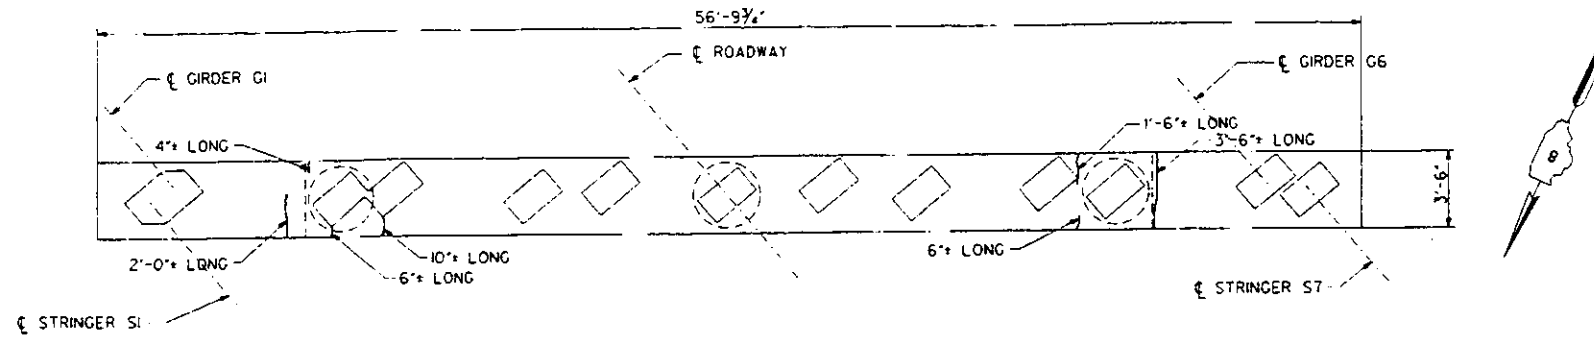 56'-9¾"
℄ ROADWAY
℄ GIRDER G1
℄ GIRDER G6
4"± LONG
1'-6"± LONG
3'-6"± LONG
3'-6"
8
2'-0"± LONG
10"± LONG
6"± LONG
6"± LONG
℄ STRINGER S1
℄ STRINGER S7